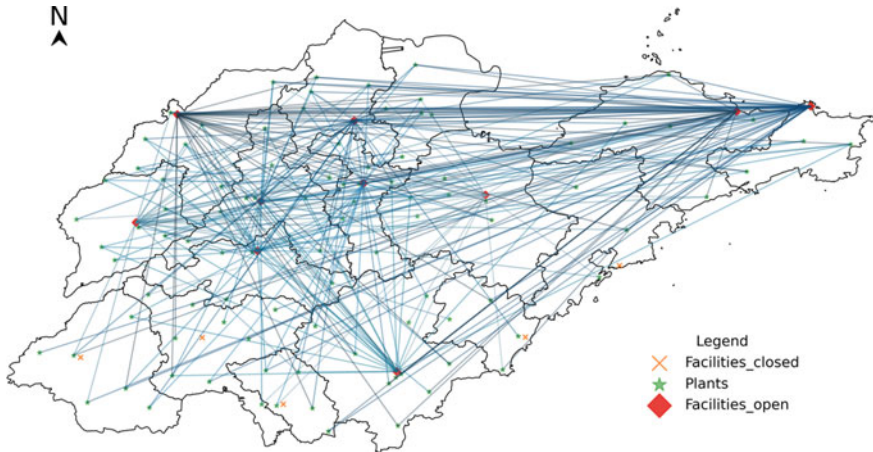 N
Legend
Facilities_closed
Plants
Facilities_open